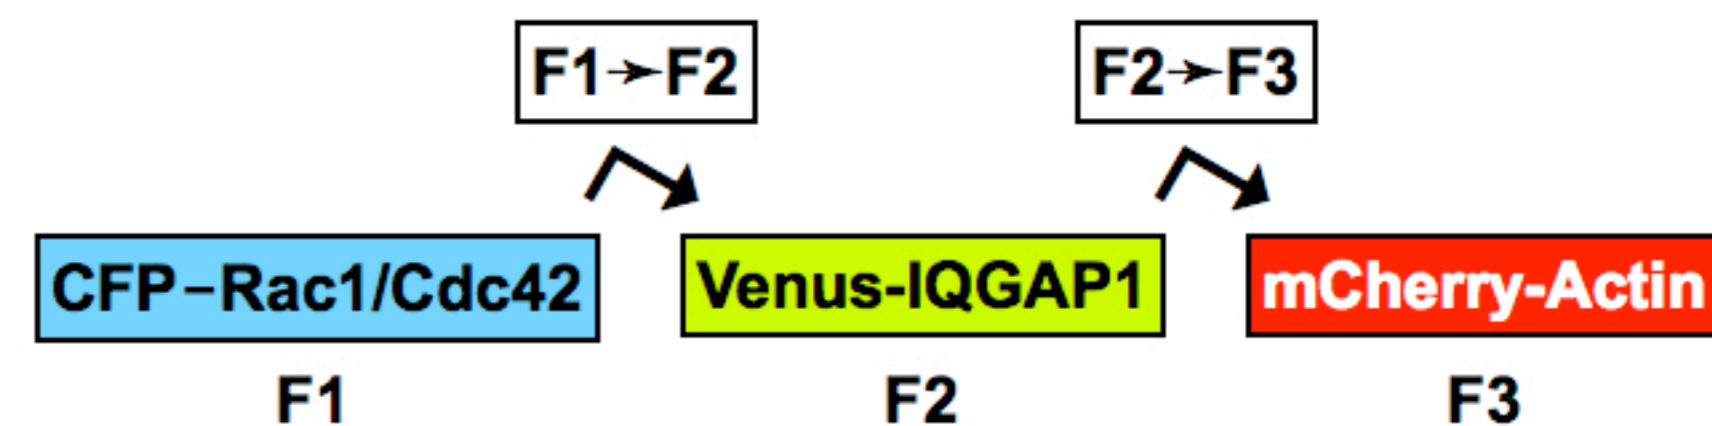 F1→F2
F2→F3
CFP–Rac1/Cdc42
Venus-IQGAP1
mCherry-Actin
F1
F2
F3